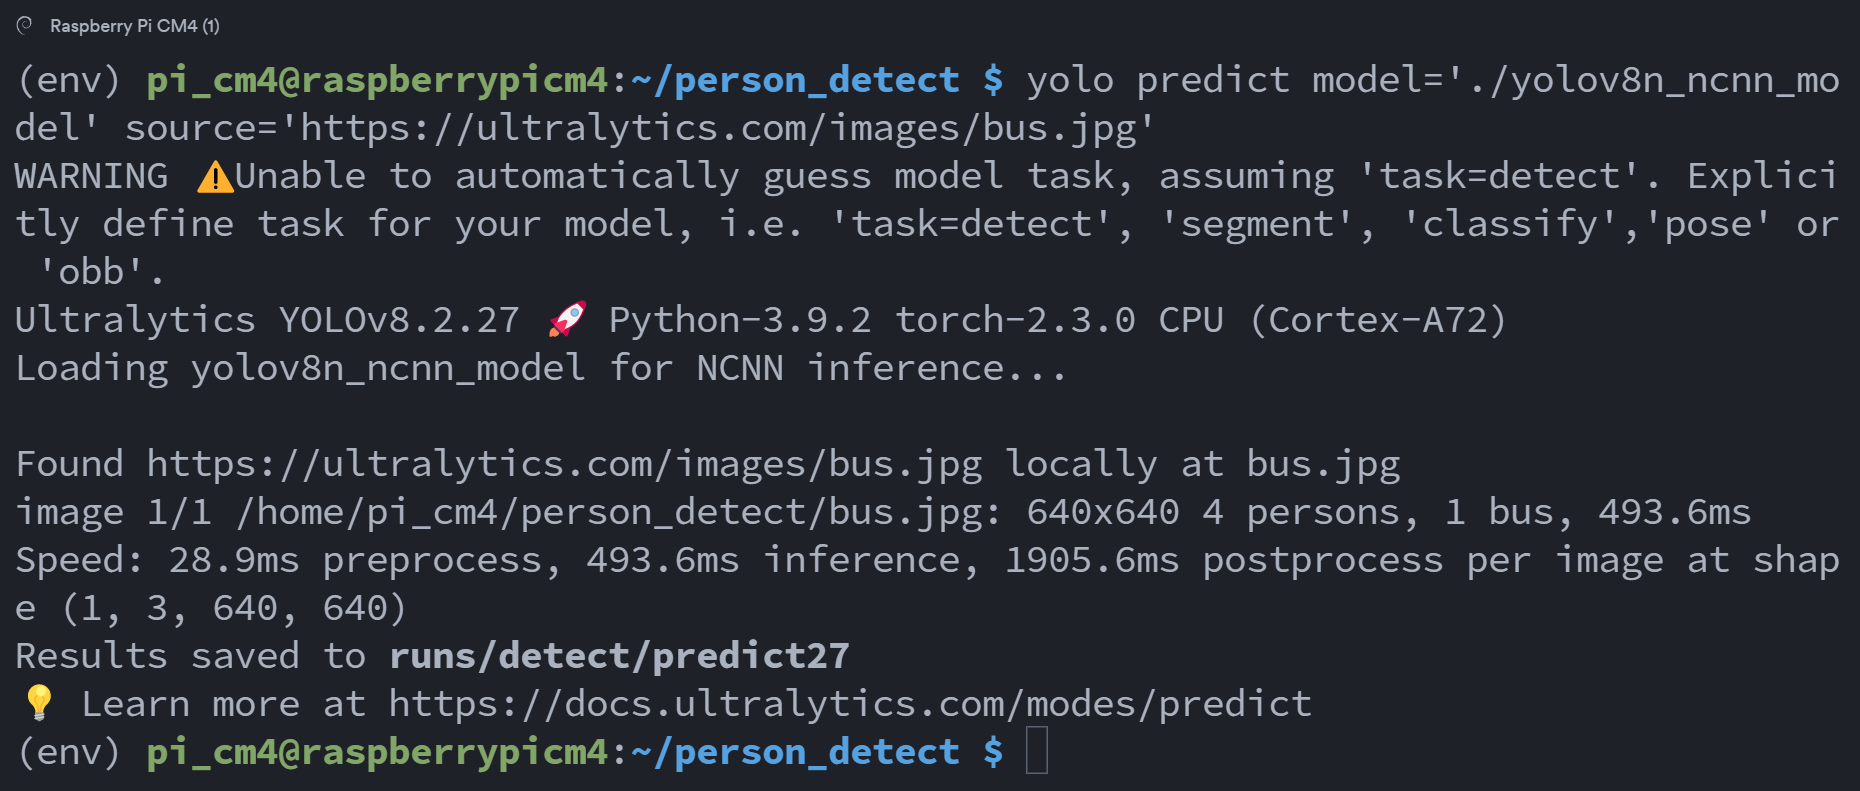 Raspberry Pi CM4 (1)
(env) pi_cm4@raspberrypicm4:~/person_detect $ yolo predict model='./yolov8n_ncnn_mo
del' source='https://ultralytics.com/images/bus.jpg'
WARNING ⚠️Unable to automatically guess model task, assuming 'task=detect'. Explici
tly define task for your model, i.e. 'task=detect', 'segment', 'classify','pose' or
 'obb'.
Ultralytics YOLOv8.2.27 🚀 Python-3.9.2 torch-2.3.0 CPU (Cortex-A72)
Loading yolov8n_ncnn_model for NCNN inference...
Found https://ultralytics.com/images/bus.jpg locally at bus.jpg
image 1/1 /home/pi_cm4/person_detect/bus.jpg: 640x640 4 persons, 1 bus, 493.6ms
Speed: 28.9ms preprocess, 493.6ms inference, 1905.6ms postprocess per image at shap
e (1, 3, 640, 640)
Results saved to runs/detect/predict27
💡 Learn more at https://docs.ultralytics.com/modes/predict
(env) pi_cm4@raspberrypicm4:~/person_detect $